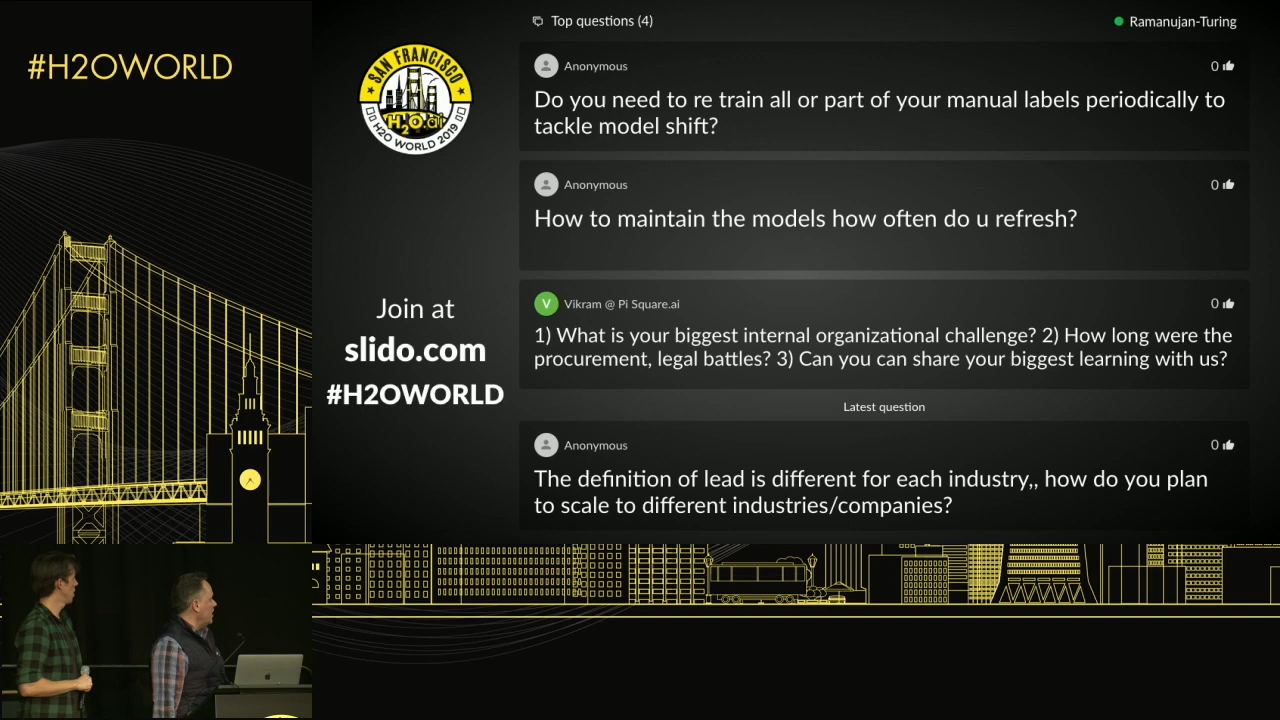 #H2OWORLD
SAN FRANCISCO
H2O.ai
H2O WORLD 2019
Join at
slido.com
#H2OWORLD
Top questions (4)
Ramanujan-Turing
Anonymous
0
Do you need to re train all or part of your manual labels periodically to
tackle model shift?
Anonymous
0
How to maintain the models how often do u refresh?
V
Vikram @ Pi Square.ai
0
1) What is your biggest internal organizational challenge? 2) How long were the
procurement, legal battles? 3) Can you can share your biggest learning with us?
Latest question
Anonymous
0
The definition of lead is different for each industry,, how do you plan
to scale to different industries/companies?